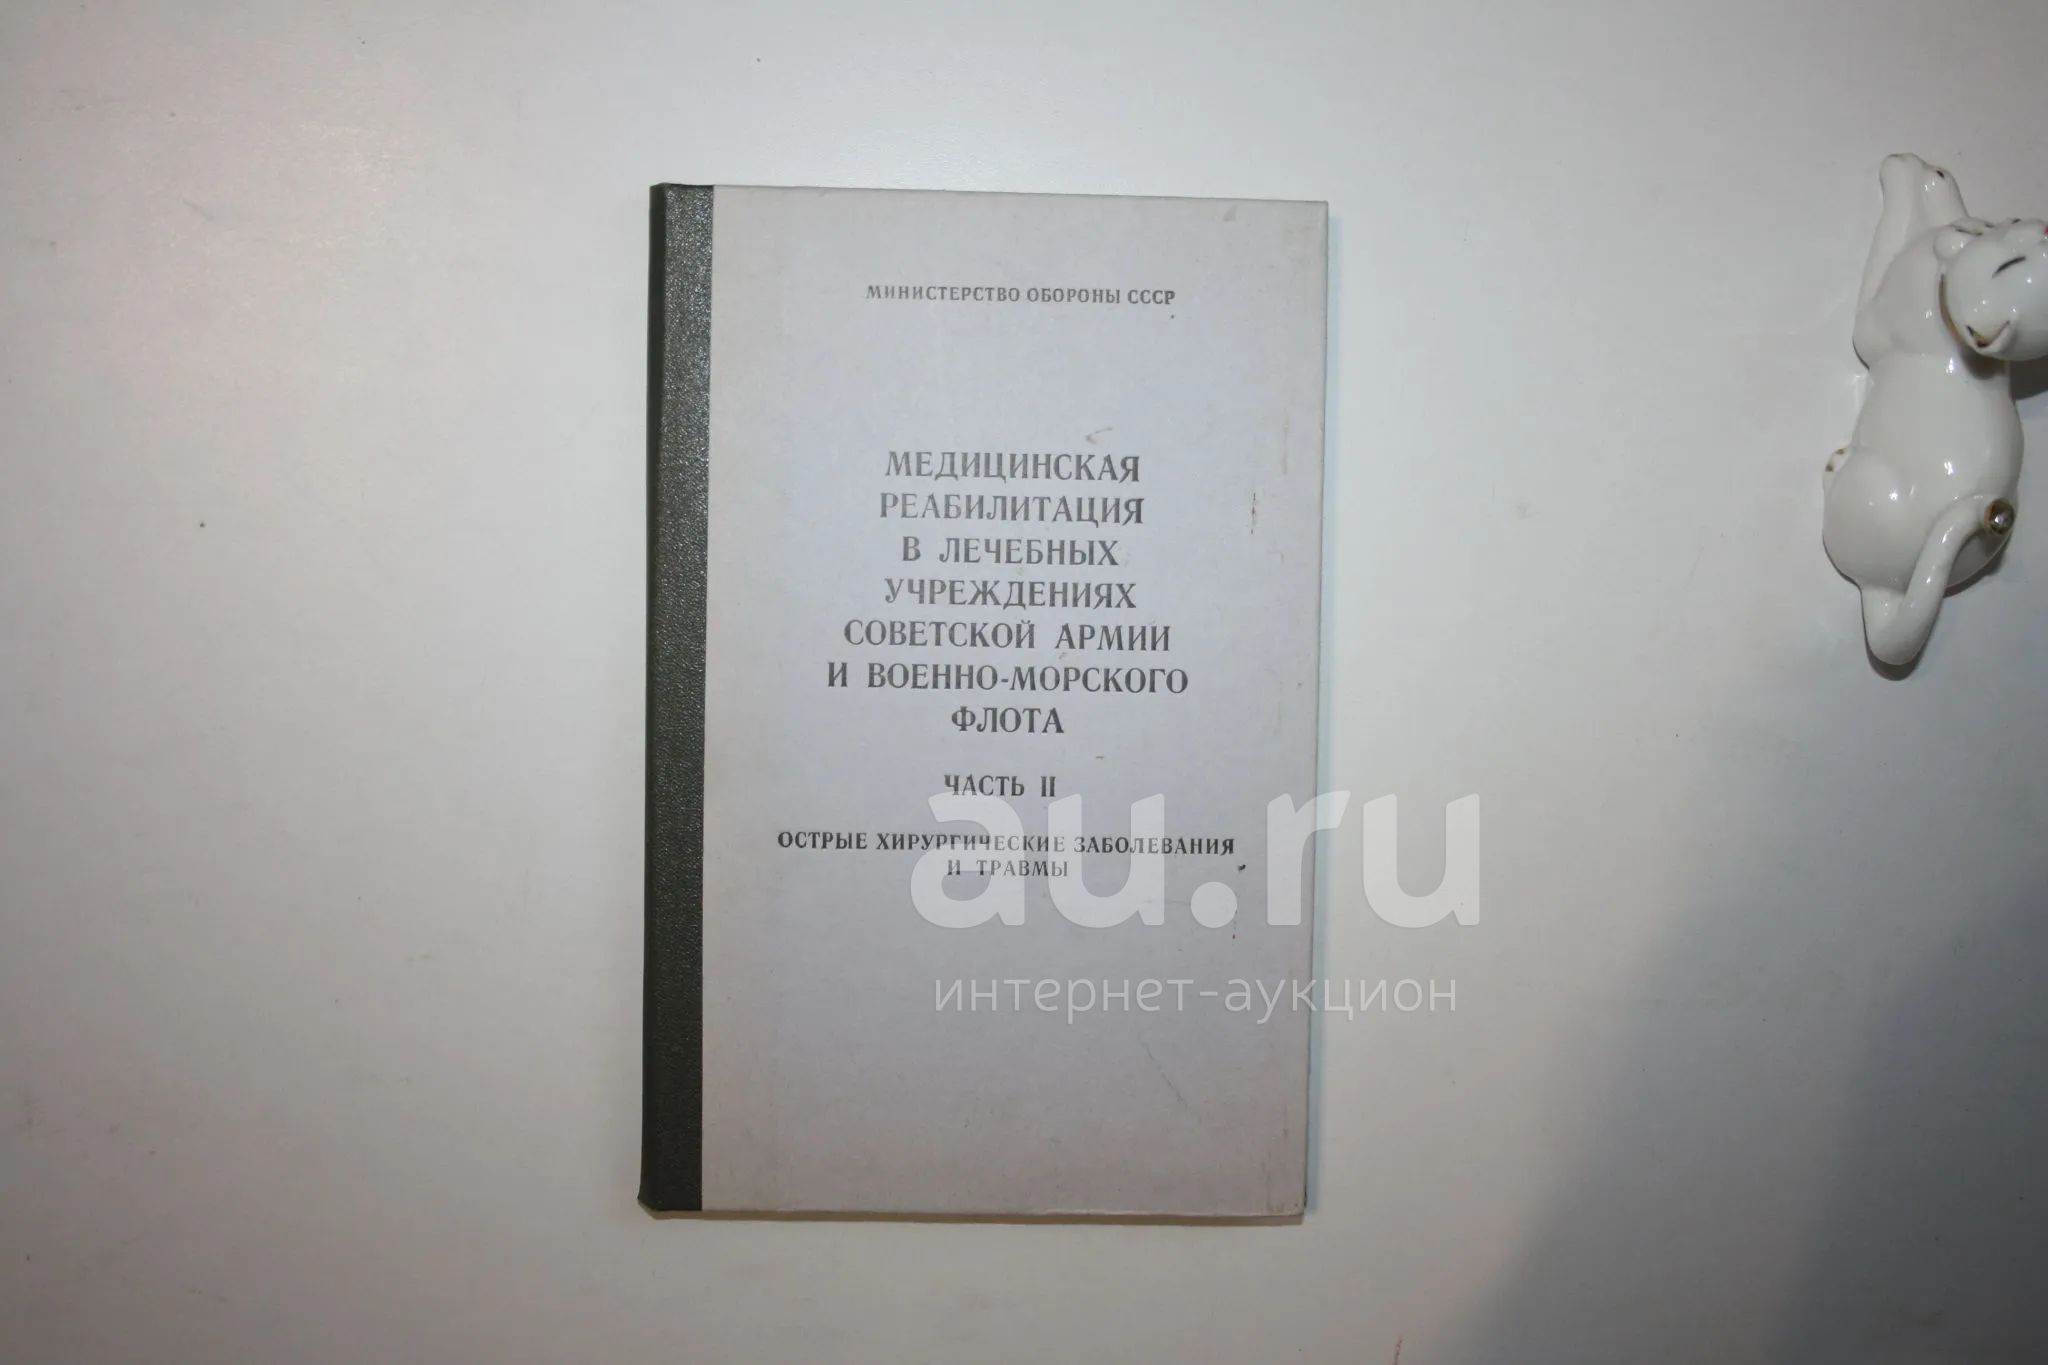 МИНИСТЕРСТВО ОБОРОНЫ СССР
МЕДИЦИНСКАЯ
РЕАБИЛИТАЦИЯ
В ЛЕЧЕБНЫХ
УЧРЕЖДЕНИЯХ
СОВЕТСКОЙ АРМИИ
И ВОЕННО-МОРСКОГО
ФЛОТА
ЧАСТЬ II
ОСТРЫЕ ХИРУРГИЧЕСКИЕ ЗАБОЛЕВАНИЯ
И ТРАВМЫ
au.ru
интернет-аукцион